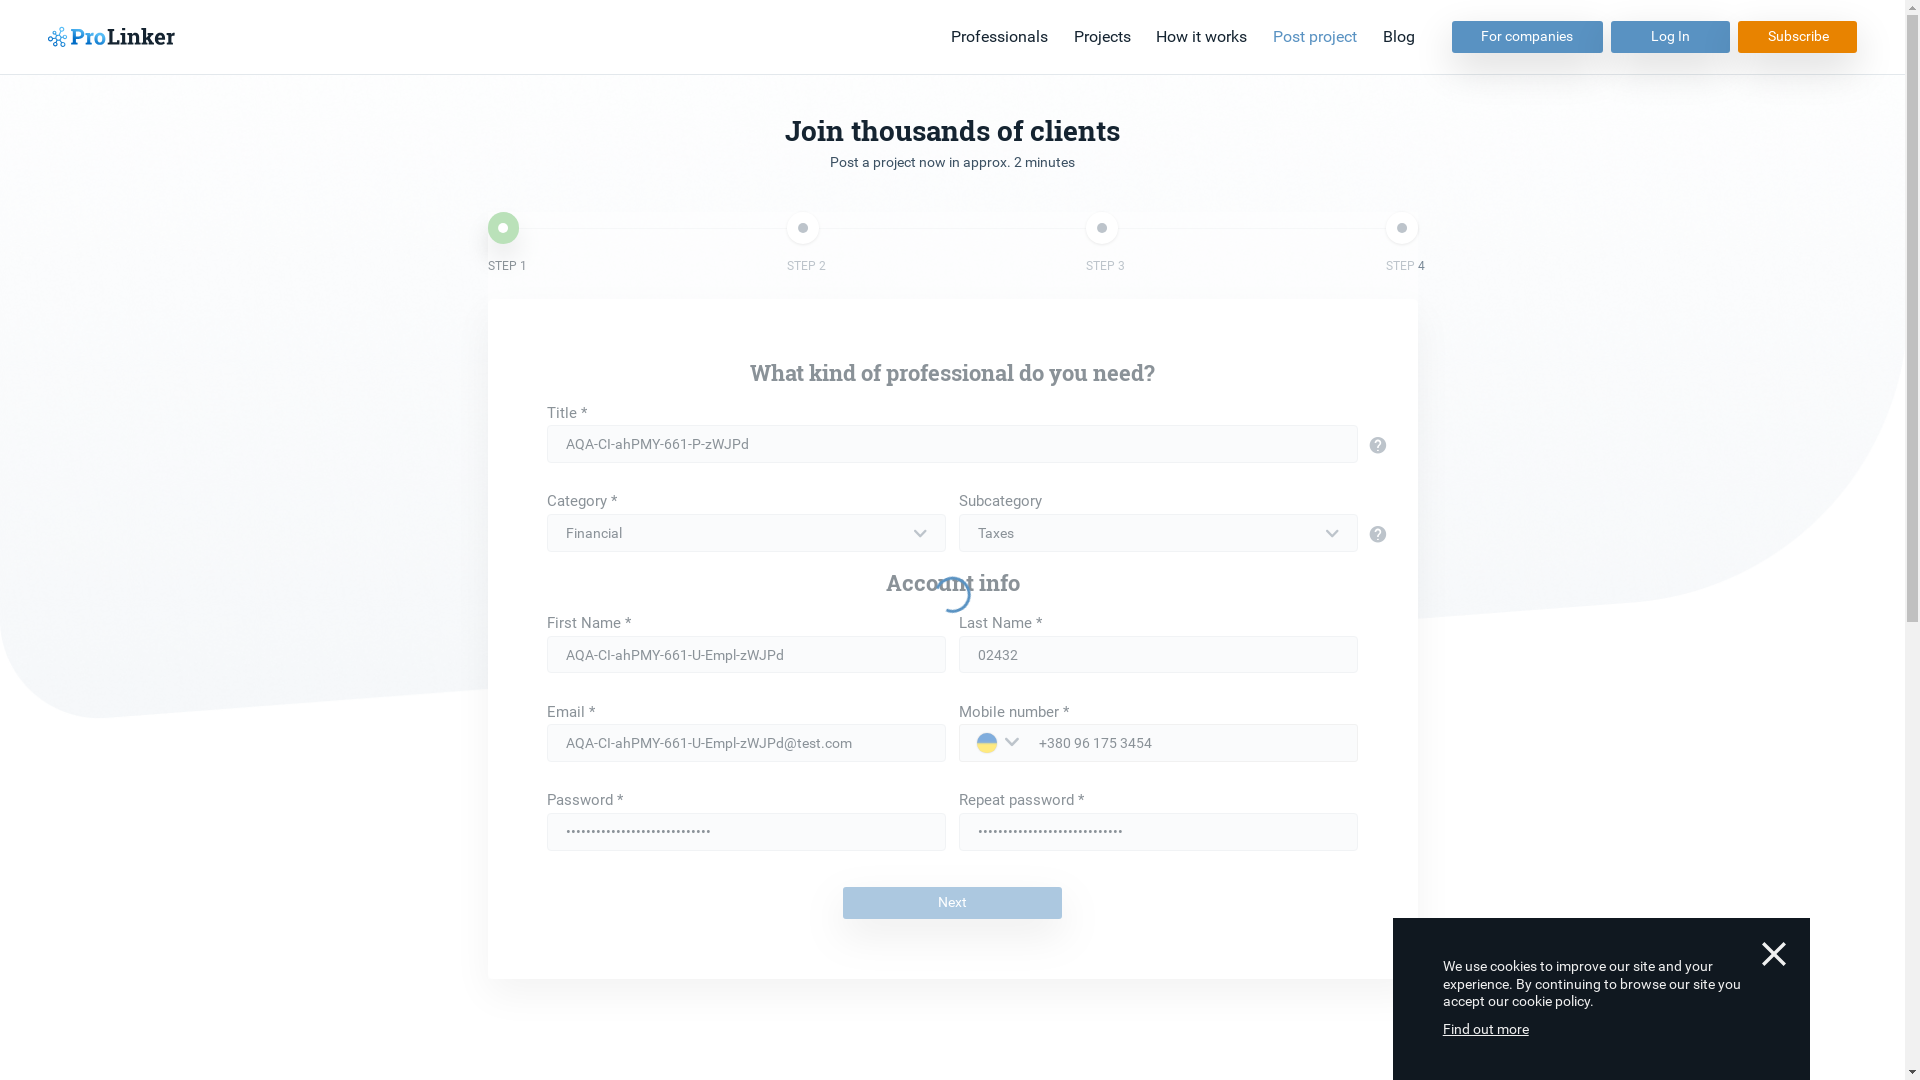 ProLinker
Professionals Projects How it works Post project Blog For companies Log In Subscribe
Join thousands of clients
Post a project now in approx. 2 minutes
STEP 1 STEP 2 STEP 3 STEP 4
What kind of professional do you need?
Title *
AQA-CI-ahPMY-661-P-zWJPd
Category * Subcategory
Financial Taxes
Account info
First Name * Last Name *
AQA-CI-ahPMY-661-U-Empl-zWJPd 02432
Email * Mobile number *
AQA-CI-ahPMY-661-U-Empl-zWJPd@test.com +380 96 175 3454
Password * Repeat password *
Next
We use cookies to improve our site and your
experience. By continuing to browse our site you
accept our cookie policy.
Find out more